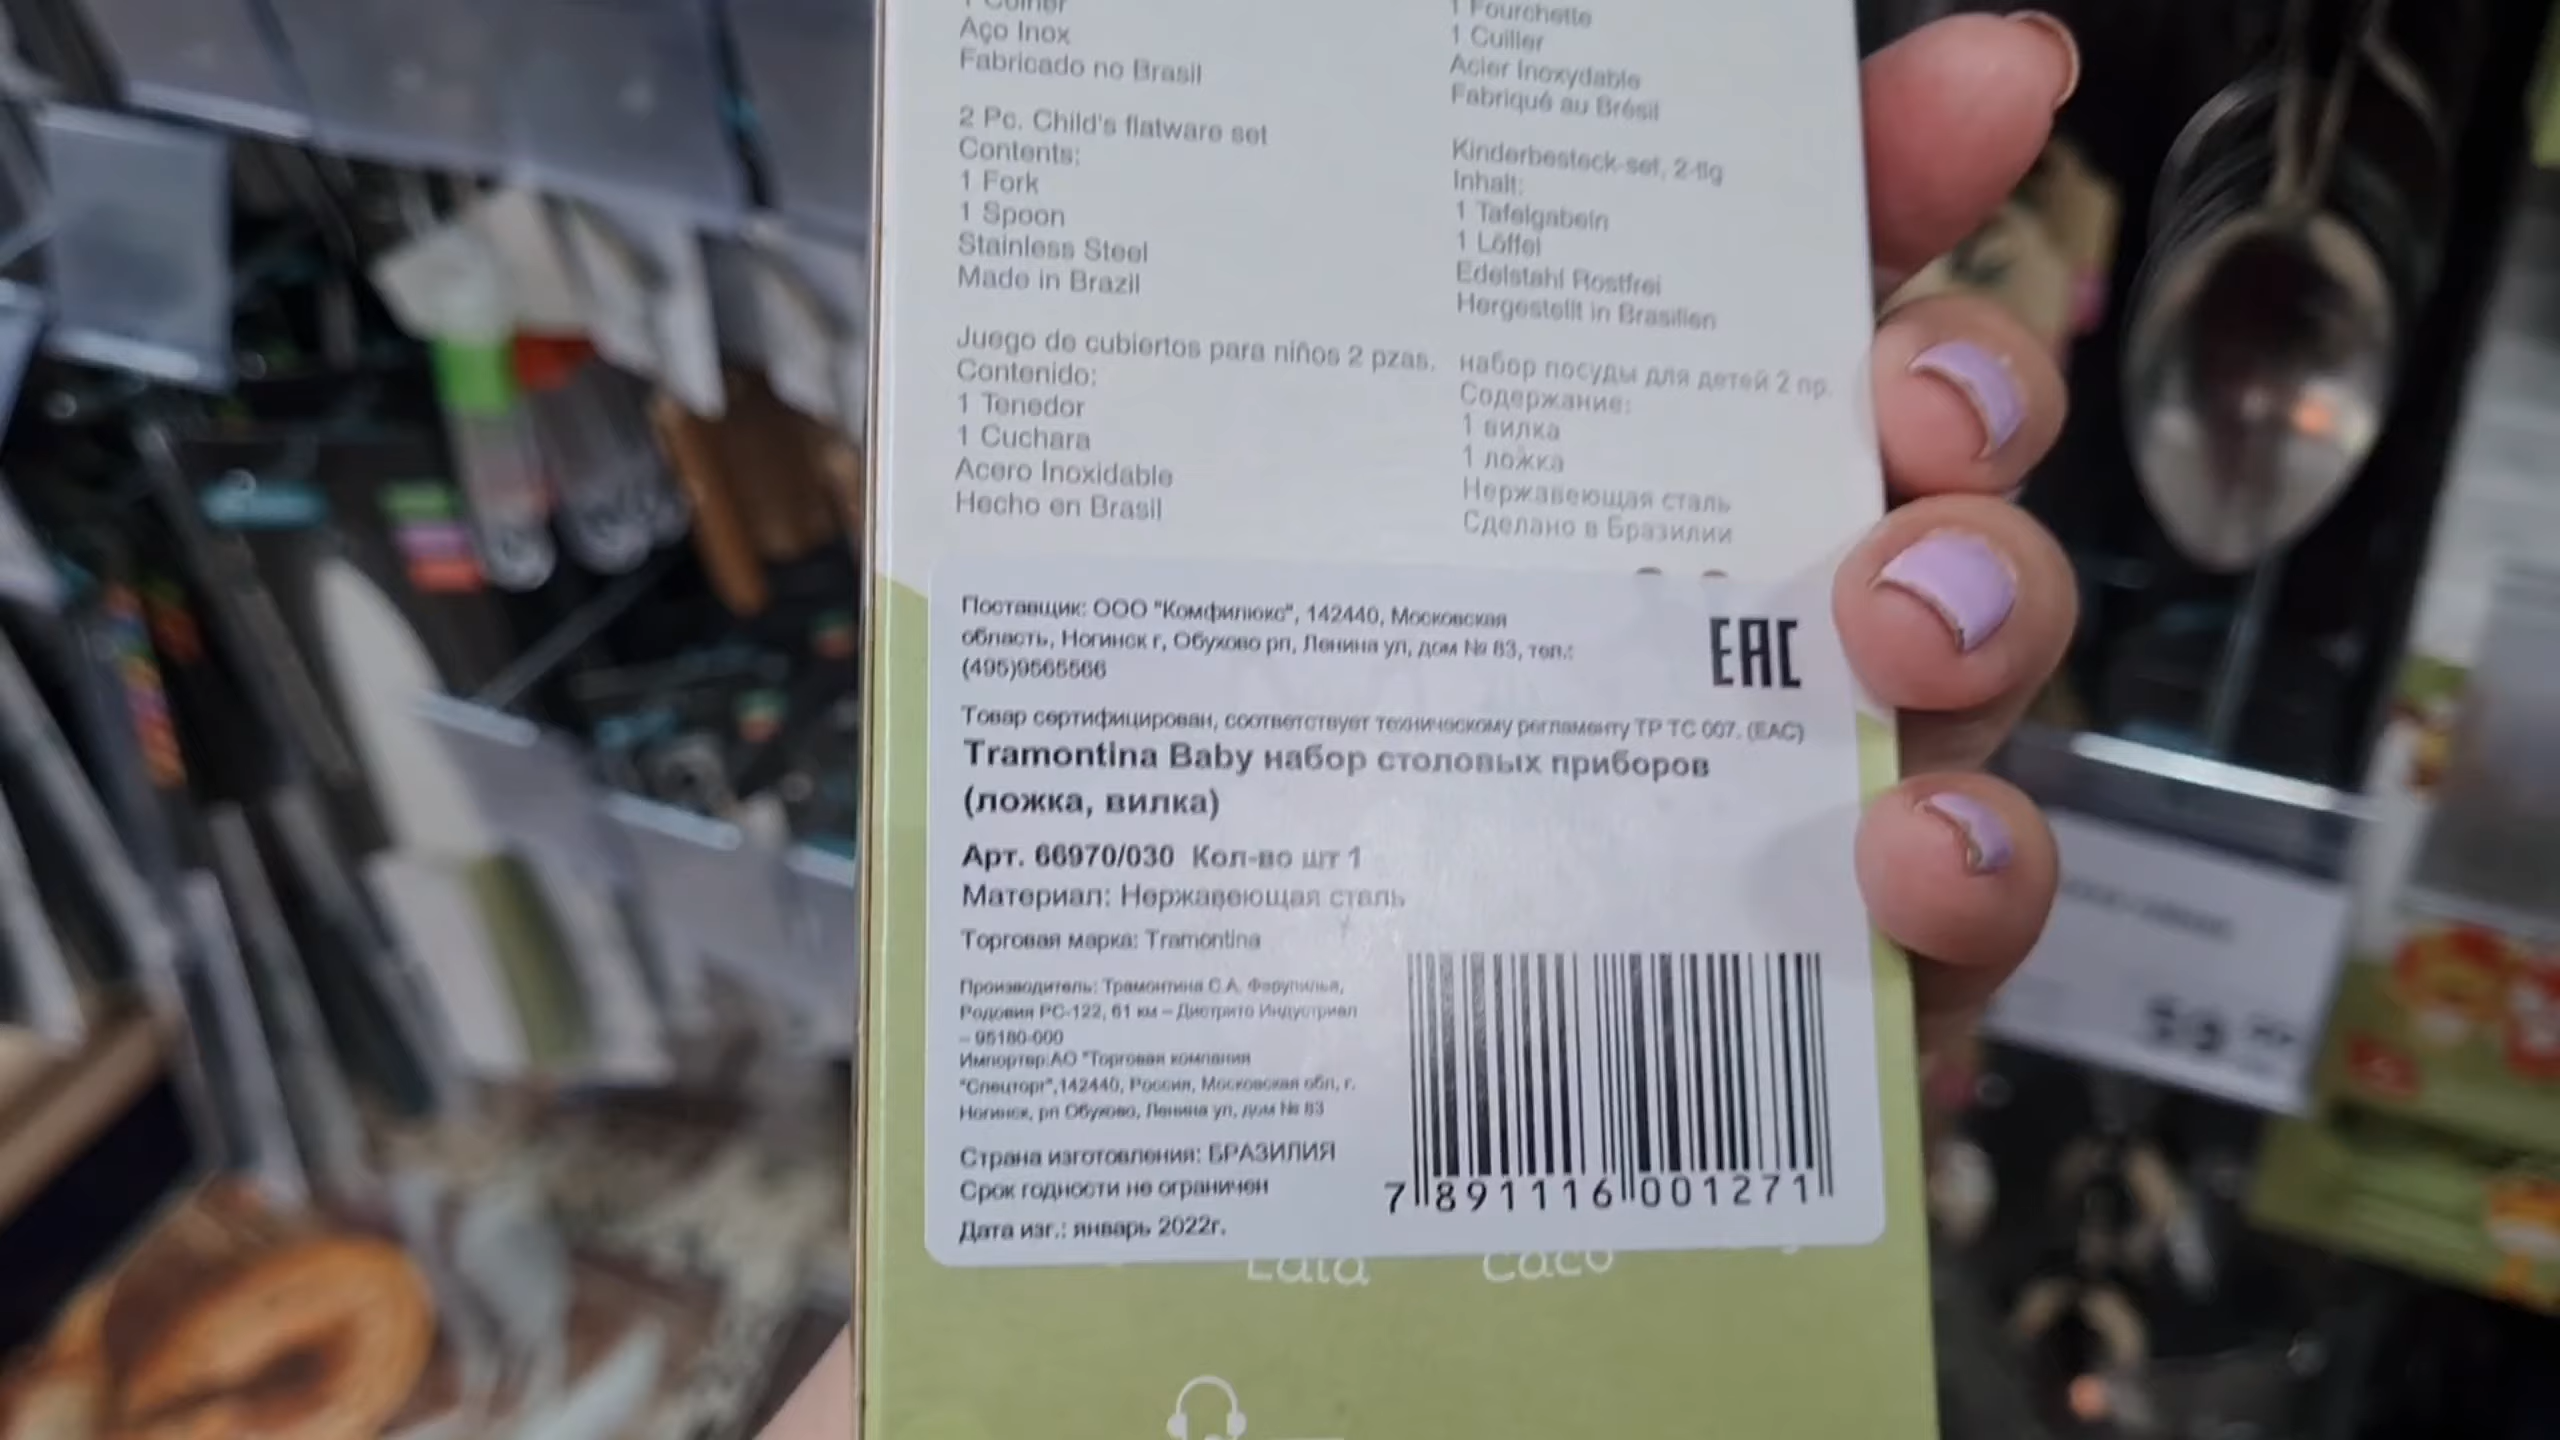 1 Colher
Aço Inox
Fabricado no Brasil
2 Pc. Child's flatware set
Contents:
1 Fork
1 Spoon
Stainless Steel
Made in Brazil
Juego de cubiertos para niños 2 pzas.
Contenido:
1 Tenedor
1 Cuchara
Acero Inoxidable
Hecho en Brasil
1 Fourchette
1 Cuiller
Acier Inoxydable
Fabriqué au Brésil
Kinderbesteck-set, 2-tlg
Inhalt:
1 Tafelgabeln
1 Löffel
Edelstahl Rostfrei
Hergestellt in Brasilien
набор посуды для детей 2 пр.
Содержание:
1 вилка
1 ложка
Нержавеющая сталь
Сделано в Бразилии
Поставщик: ООО "Комфилюкс", 142440, Московская
область, Ногинск г, Обухово рп, Ленина ул, дом № 83, тел.:
(495)9565566
EAC
Товар сертифицирован, соответствует техническому регламенту ТР ТС 007. (EAC)
Tramontina Baby набор столовых приборов
(ложка, вилка)
Арт. 66970/030 Кол-во шт 1
Материал: Нержавеющая сталь
Торговая марка: Tramontina
Производитель: Трамонтина С.А. Фарупилья,
Родовия РС-122, 61 км – Дистрито Индустриал
– 95180-000
Импортер:АО "Торговая компания
"Спецторг",142440, Россия, Московская обл, г.
Ногинск, рп Обухово, Ленина ул, дом № 83
Страна изготовления: БРАЗИЛИЯ
Срок годности не ограничен
Дата изг.: январь 2022г.
7 891116 001271
Lala
Caco